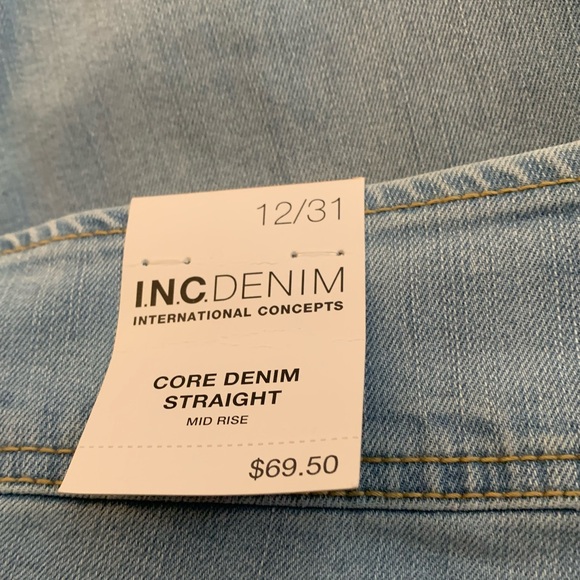 12/31
I.N.C.DENIM
INTERNATIONAL CONCEPTS
CORE DENIM
STRAIGHT
MID RISE
$69.50